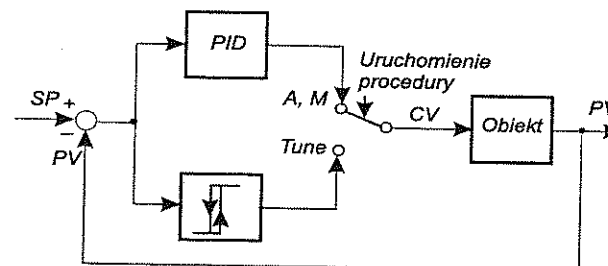 PID
Uruchomienie
procedury
SP +
A, M
CV
Obiekt
PV
−
PV
Tune